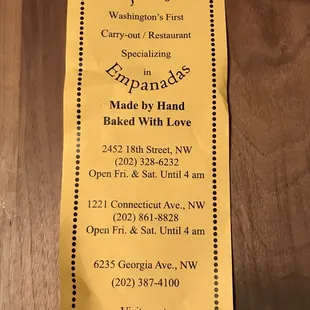 Washington's First
Carry-out / Restaurant
Specializing
in
Empanadas
Made by Hand
Baked With Love
2452 18th Street, NW
(202) 328-6232
Open Fri. & Sat. Until 4 am
1221 Connecticut Ave., NW
(202) 861-8828
Open Fri. & Sat. Until 4 am
6235 Georgia Ave., NW
(202) 387-4100